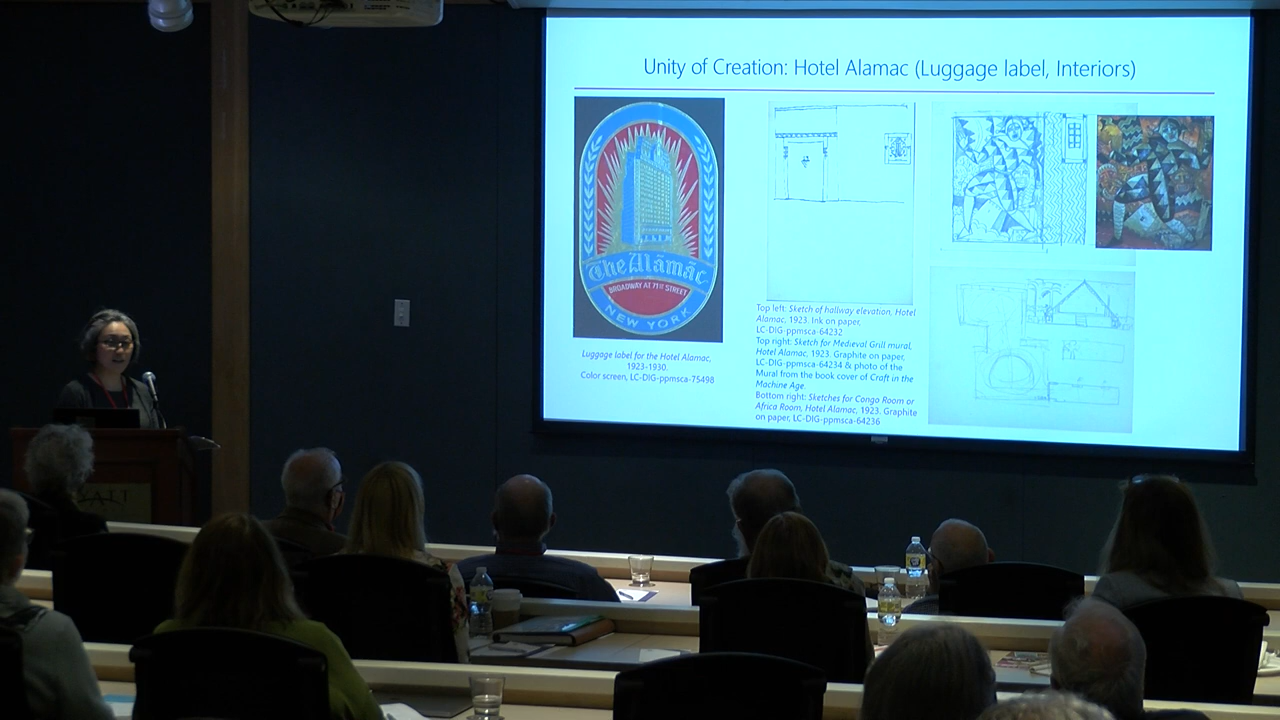 Unity of Creation: Hotel Alamac (Luggage label, Interiors)
The Alamac
BROADWAY AT 71ST STREET
NEW YORK
Luggage label for the Hotel Alamac,
1923-1930.
Color screen, LC-DIG-ppmsca-75498
Top left: Sketch of hallway elevation, Hotel
Alamac, 1923. Ink on paper,
LC-DIG-ppmsca-64232
Top right: Sketch for Medieval Grill mural,
Hotel Alamac, 1923. Graphite on paper,
LC-DIG-ppmsca-64234 & photo of the
Mural from the book cover of Craft in the
Machine Age.
Bottom right: Sketches for Congo Room or
Africa Room, Hotel Alamac, 1923. Graphite
on paper, LC-DIG-ppmsca-64236